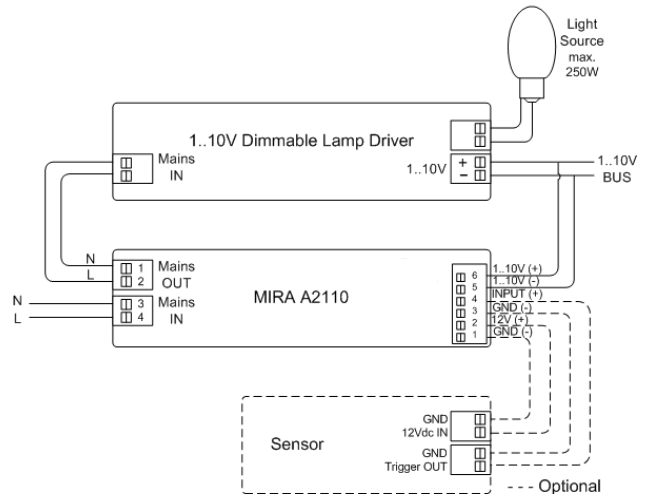 Light
Source
max.
250W
1..10V Dimmable Lamp Driver
Mains
IN
1..10V
+
-
1..10V
BUS
N
L
1 Mains
2 OUT
3 Mains
4 IN
N
L
MIRA A2110
6 1..10V (+)
5 1..10V (-)
4 INPUT (+)
3 GND (-)
2 12V (+)
1 GND (-)
Sensor
GND
12Vdc IN
GND
Trigger OUT
--- Optional